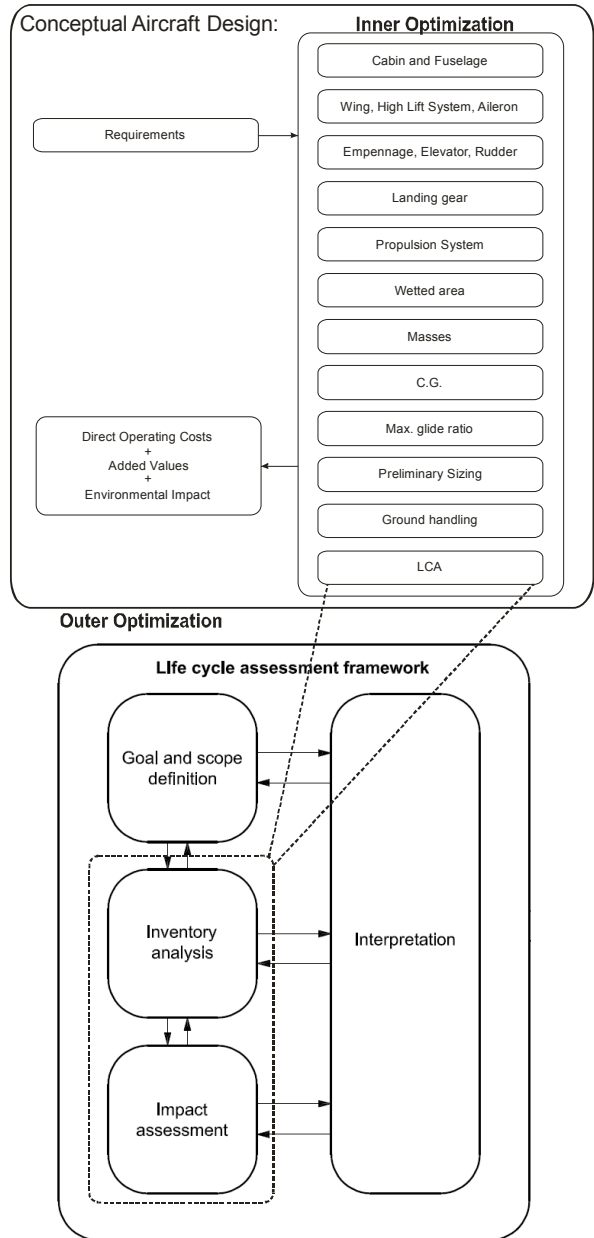 Conceptual Aircraft Design:
Inner Optimization
Cabin and Fuselage
Wing, High Lift System, Aileron
Requirements
Empennage, Elevator, Rudder
Landing gear
Propulsion System
Wetted area
Masses
C.G.
Max. glide ratio
Direct Operating Costs
+
Added Values
+
Environmental Impact
Preliminary Sizing
Ground handling
LCA
Outer Optimization
LIfe cycle assessment framework
Goal and scope
definition
Inventory
analysis
Interpretation
Impact
assessment